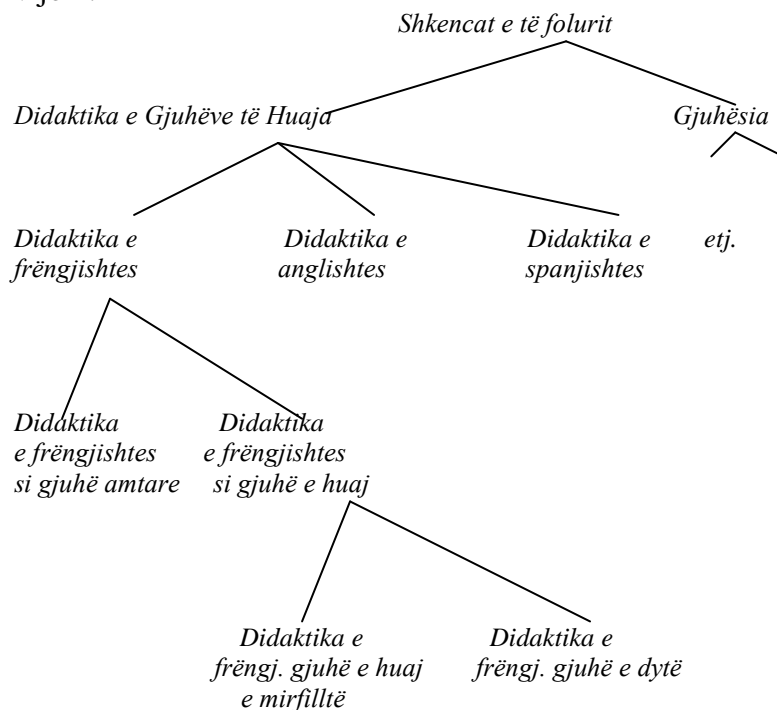 Shkencat e të folurit
Didaktika e Gjuhëve të Huaja Gjuhësia
Didaktika e Didaktika e Didaktika e etj.
frëngjishtes anglishtes spanjishtes
Didaktika Didaktika
e frëngjishtes e frëngjishtes
si gjuhë amtare si gjuhë e huaj
Didaktika e Didaktika e
frëngj. gjuhë e huaj frëngj. gjuhë e dytë
e mirfilltë